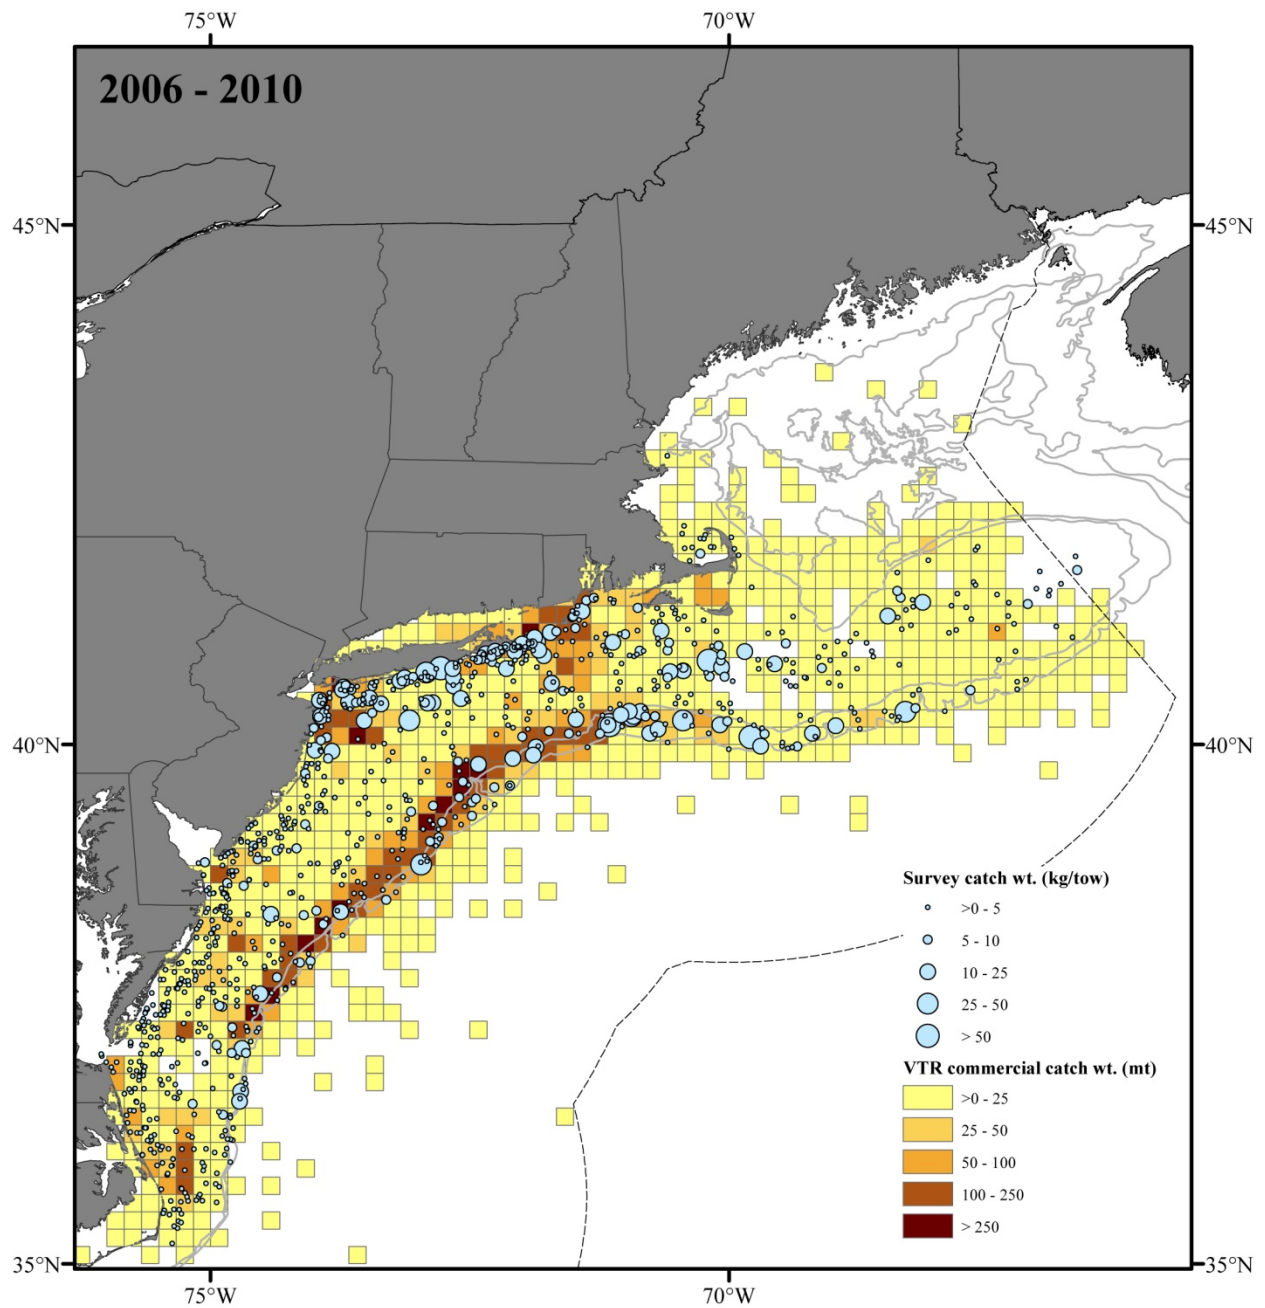 75°W 70°W
2006 - 2010
45°N 45°N
40°N 40°N
Survey catch wt. (kg/tow)
>0 - 5
5 - 10
10 - 25
25 - 50
> 50
VTR commercial catch wt. (mt)
>0 - 25
25 - 50
50 - 100
100 - 250
> 250
35°N 35°N
75°W 70°W